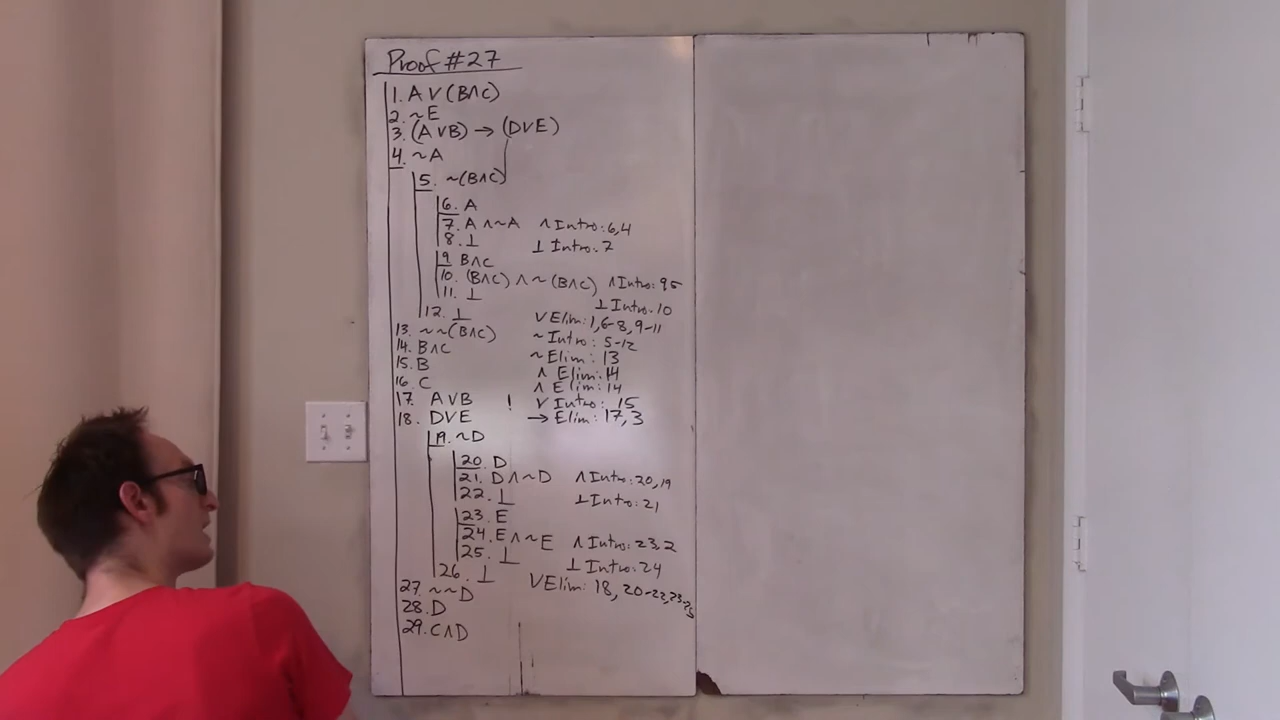 Proof #27
1. A ∨ (B∧C)
2. ~E
3. (A∨B) → (D∨E)
4. ~A
5. ~(B∧C)
6. A
7. A ∧ ~A ∧ Intro: 6,4
8. ⊥ ⊥ Intro: 7
9 B∧C
10. (B∧C) ∧ ~(B∧C) ∧ Intro: 9 5
11. ⊥ ⊥ Intro: 10
12. ⊥ ∨ Elim: 1, 6-8, 9-11
13. ~~(B∧C) ~ Intro: 5-12
14. B∧C ~ Elim: 13
15. B ∧ Elim: 14
16. C ∧ Elim: 14
17. A∨B ! ∨ Intro: 15
18. D∨E → Elim: 17,3
19. ~D
20. D
21. D∧~D ∧ Intro: 20,19
22. ⊥ ⊥ Intro: 21
23. E
24. E∧~E ∧ Intro: 23,2
25. ⊥ ⊥ Intro: 24
26. ⊥ ∨ Elim: 18, 20-22, 23-25
27. ~~D
28. D
29. C∧D